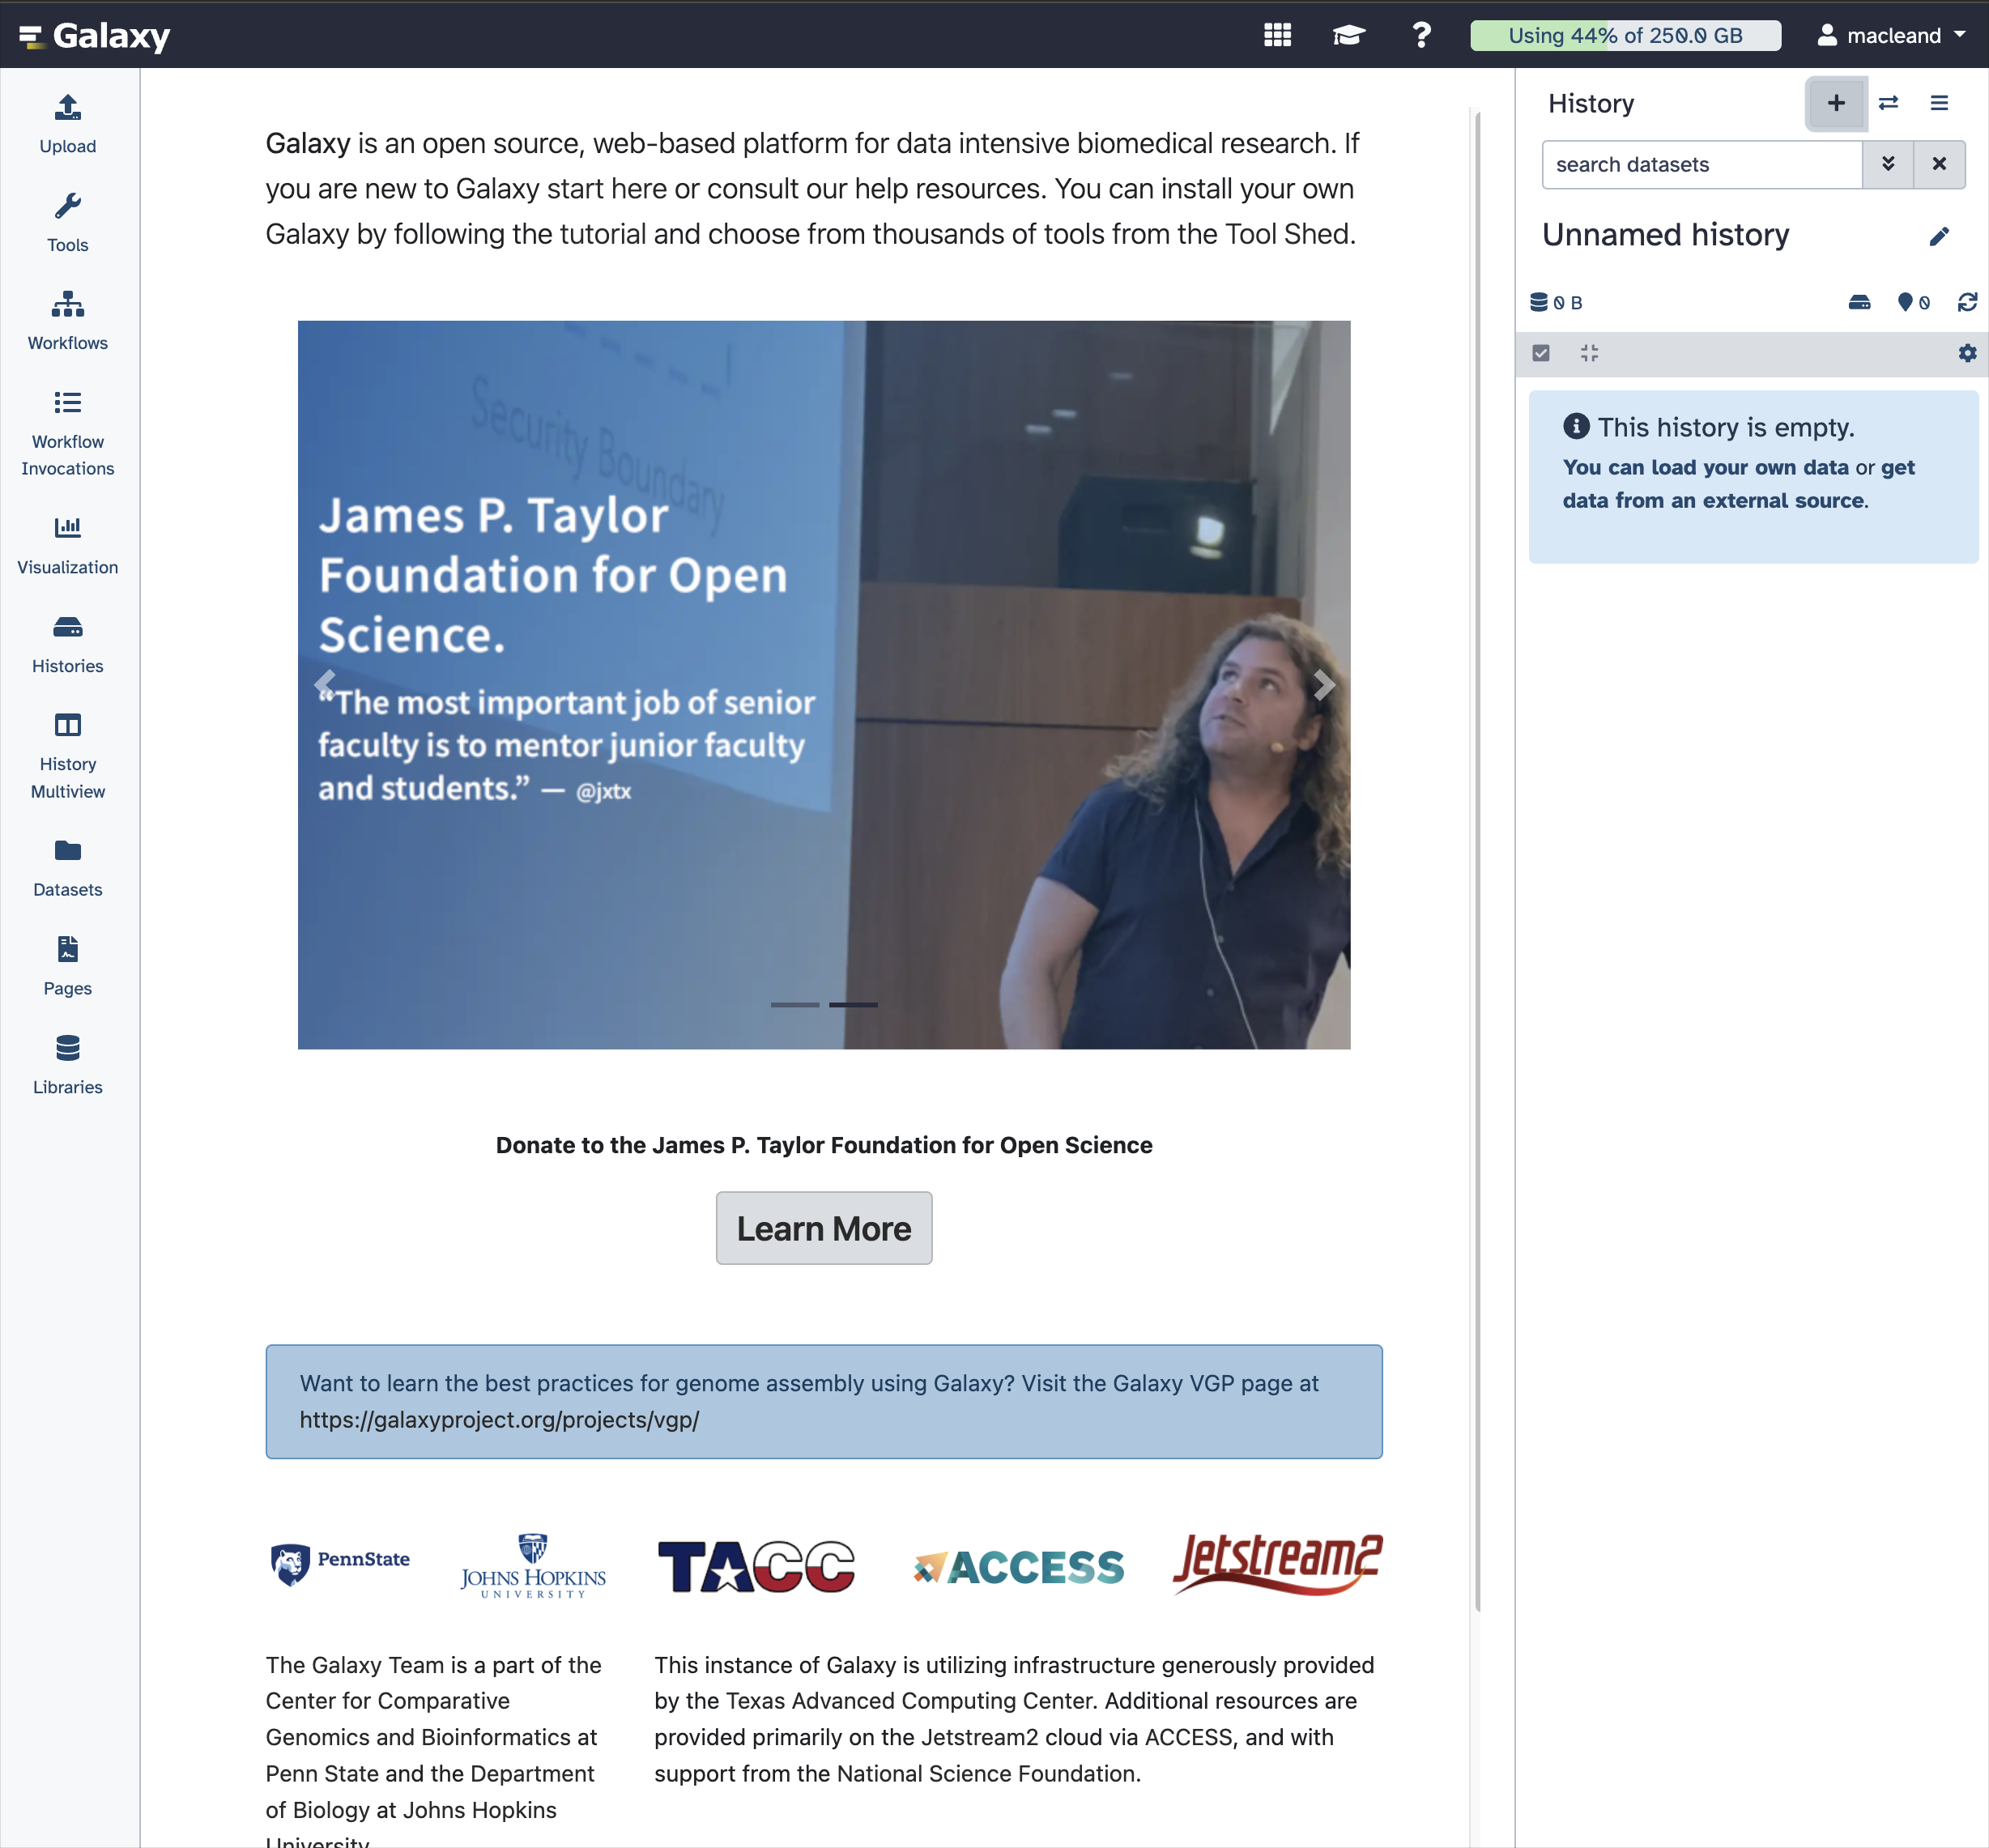 Galaxy
Using 44% of 250.0 GB
macleand
Upload
Tools
Workflows
Workflow
Invocations
Visualization
Histories
History
Multiview
Datasets
Pages
Libraries
Galaxy is an open source, web-based platform for data intensive biomedical research. If
you are new to Galaxy start here or consult our help resources. You can install your own
Galaxy by following the tutorial and choose from thousands of tools from the Tool Shed.
Security Boundary
James P. Taylor
Foundation for Open
Science.
“The most important job of senior
faculty is to mentor junior faculty
and students.” — @jxtx
Donate to the James P. Taylor Foundation for Open Science
Learn More
Want to learn the best practices for genome assembly using Galaxy? Visit the Galaxy VGP page at
https://galaxyproject.org/projects/vgp/
PennState
JOHNS HOPKINS
UNIVERSITY
TACC
ACCESS
Jetstream2
The Galaxy Team is a part of the
Center for Comparative
Genomics and Bioinformatics at
Penn State and the Department
of Biology at Johns Hopkins
University
This instance of Galaxy is utilizing infrastructure generously provided
by the Texas Advanced Computing Center. Additional resources are
provided primarily on the Jetstream2 cloud via ACCESS, and with
support from the National Science Foundation.
History
search datasets
Unnamed history
0 B
0
This history is empty.
You can load your own data or get
data from an external source.